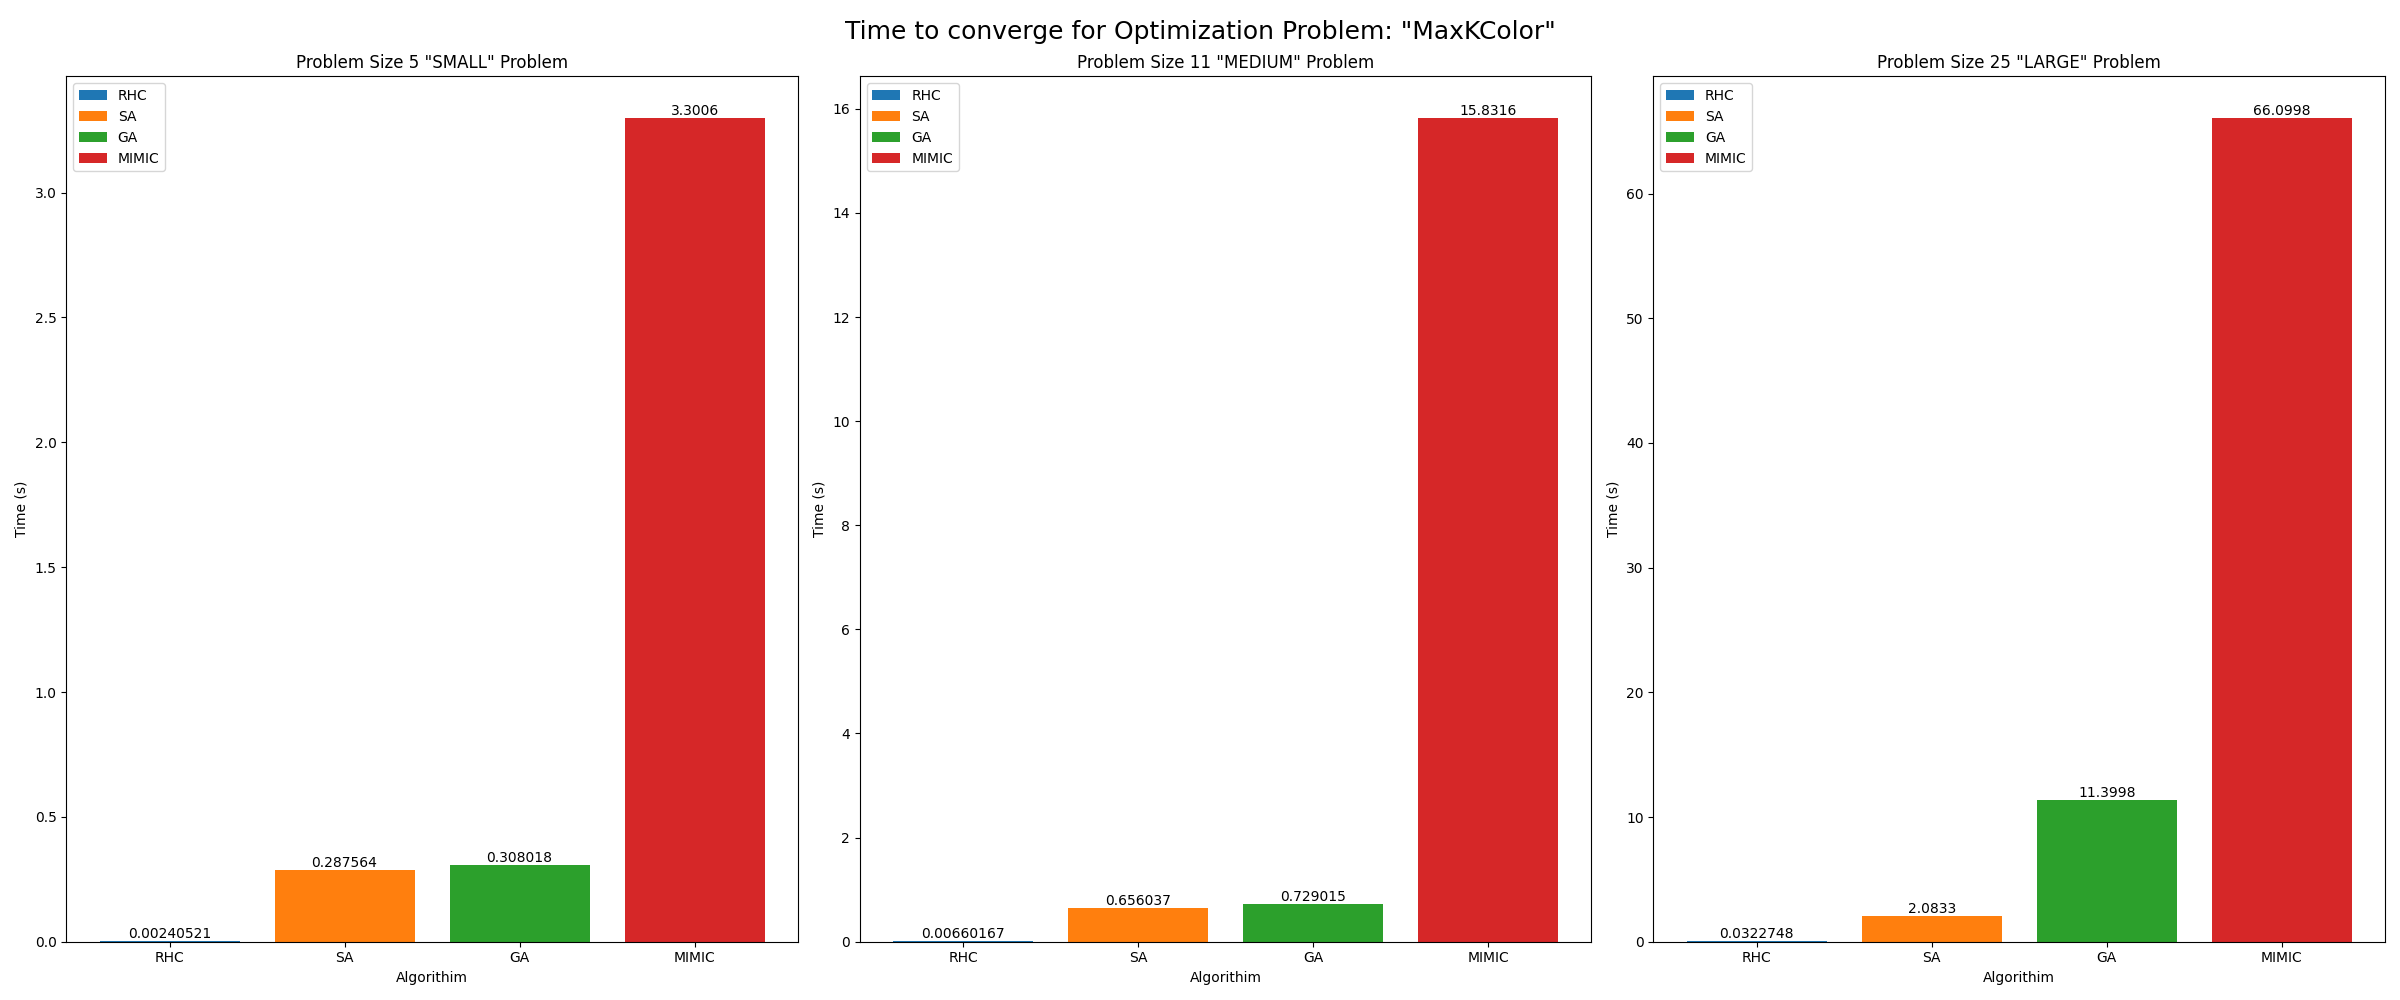 Time to converge for Optimization Problem: "MaxKColor"
Problem Size 5 "SMALL" Problem
RHC
SA
GA
MIMIC
3.3006
3.0
2.5
2.0
1.5
1.0
0.5
0.0
Time (s)
0.00240521
0.287564
0.308018
RHC SA GA MIMIC
Algorithim
Problem Size 11 "MEDIUM" Problem
RHC
SA
GA
MIMIC
15.8316
16
14
12
10
8
6
4
2
0
Time (s)
0.00660167
0.656037
0.729015
RHC SA GA MIMIC
Algorithim
Problem Size 25 "LARGE" Problem
RHC
SA
GA
MIMIC
66.0998
60
50
40
30
20
10
0
Time (s)
0.0322748
2.0833
11.3998
RHC SA GA MIMIC
Algorithim